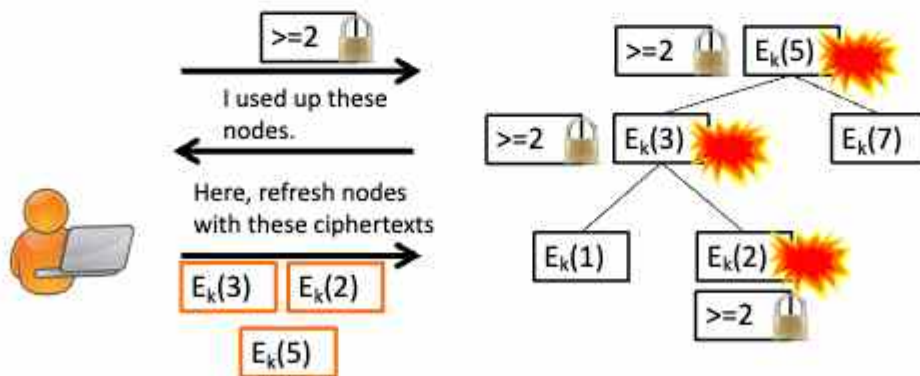 >=2
I used up these
nodes.
Here, refresh nodes
with these ciphertexts
Eₖ(3) Eₖ(2)
Eₖ(5)
>=2 Eₖ(5)
>=2 Eₖ(3) Eₖ(7)
Eₖ(1) Eₖ(2)
>=2